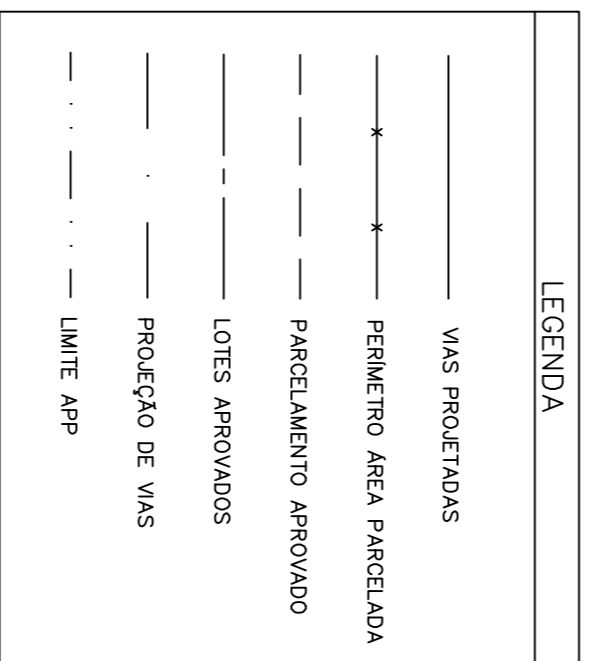 LEGENDA
VIAS PROJETADAS
PERÍMETRO ÁREA PARCELADA
PARCELAMENTO APROVADO
LOTES APROVADOS
PROJEÇÃO DE VIAS
LIMITE APP